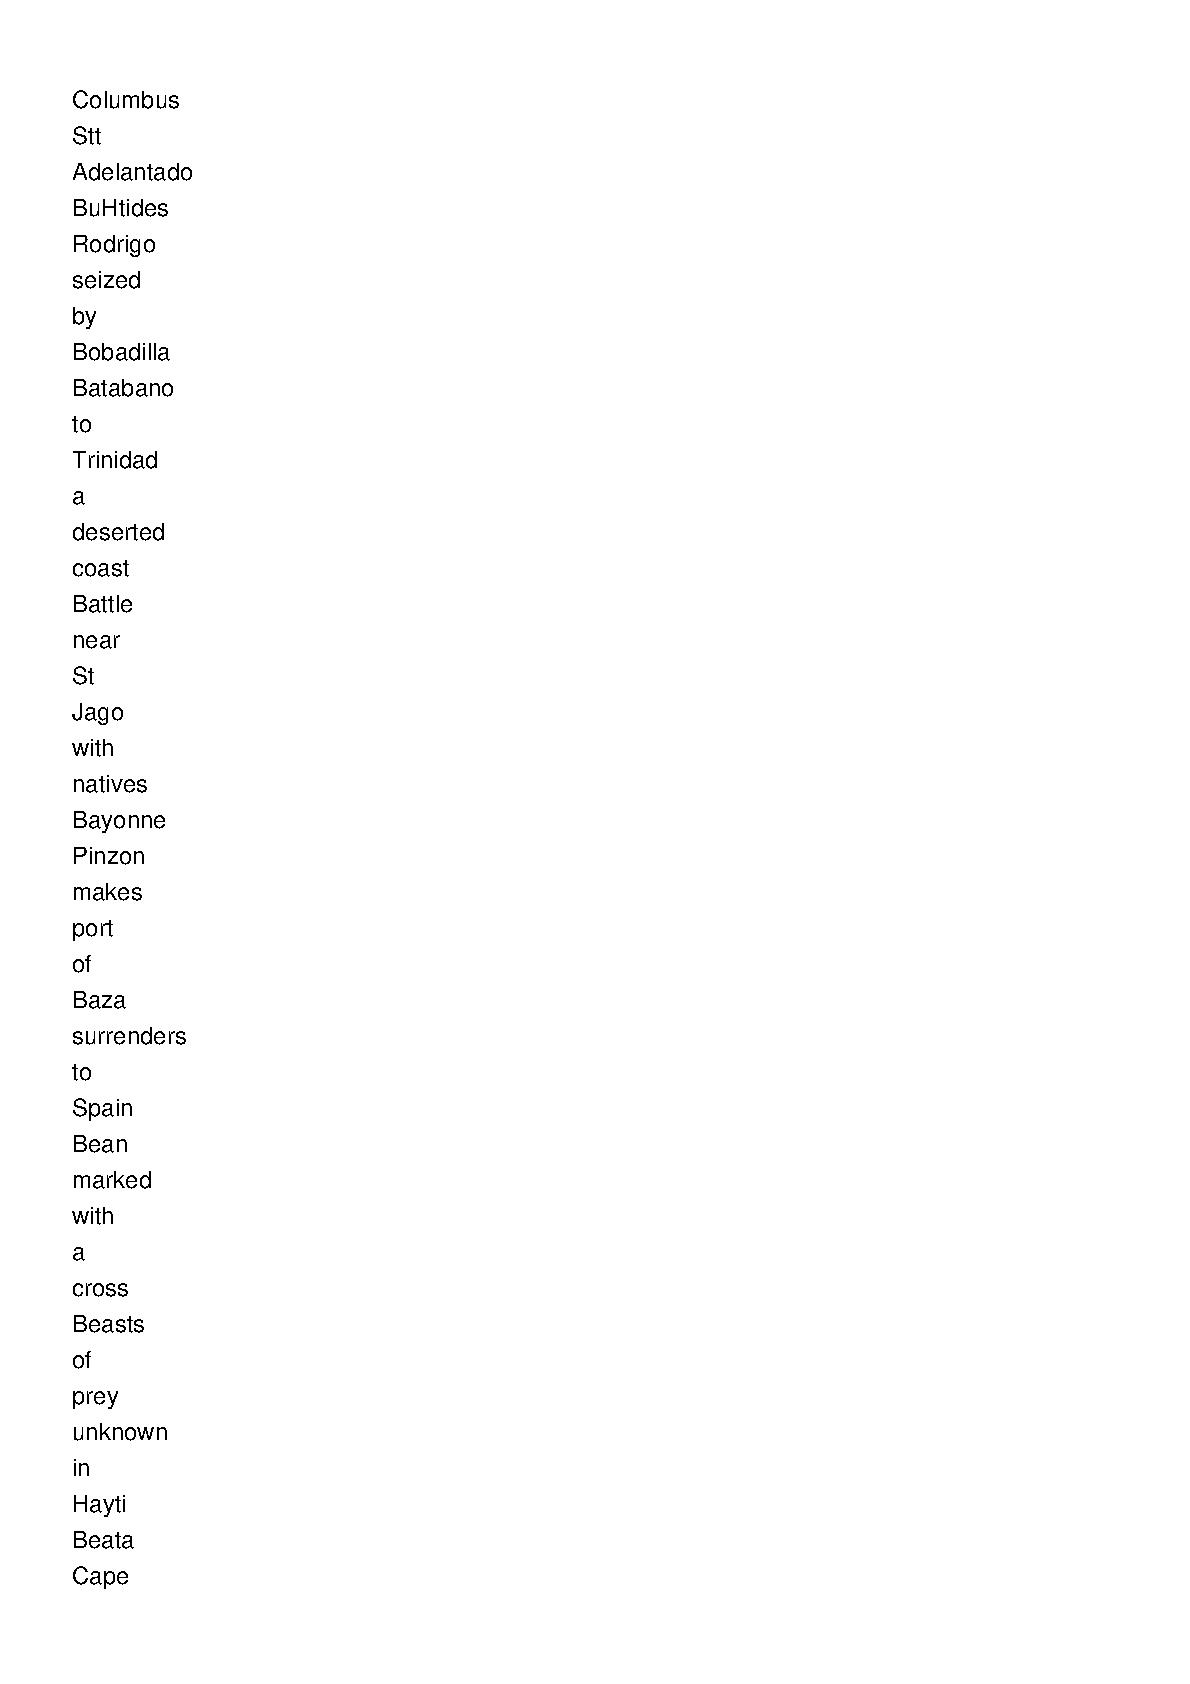 Columbus
Stt
Adelantado
BuHtides
Rodrigo
seized
by
Bobadilla
Batabano
to
Trinidad
a
deserted
coast
Battle
near
St
Jago
with
natives
Bayonne
Pinzon
makes
port
of
Baza
surrenders
to
Spain
Bean
marked
with
a
cross
Beasts
of
prey
unknown
in
Hayti
Beata
Cape